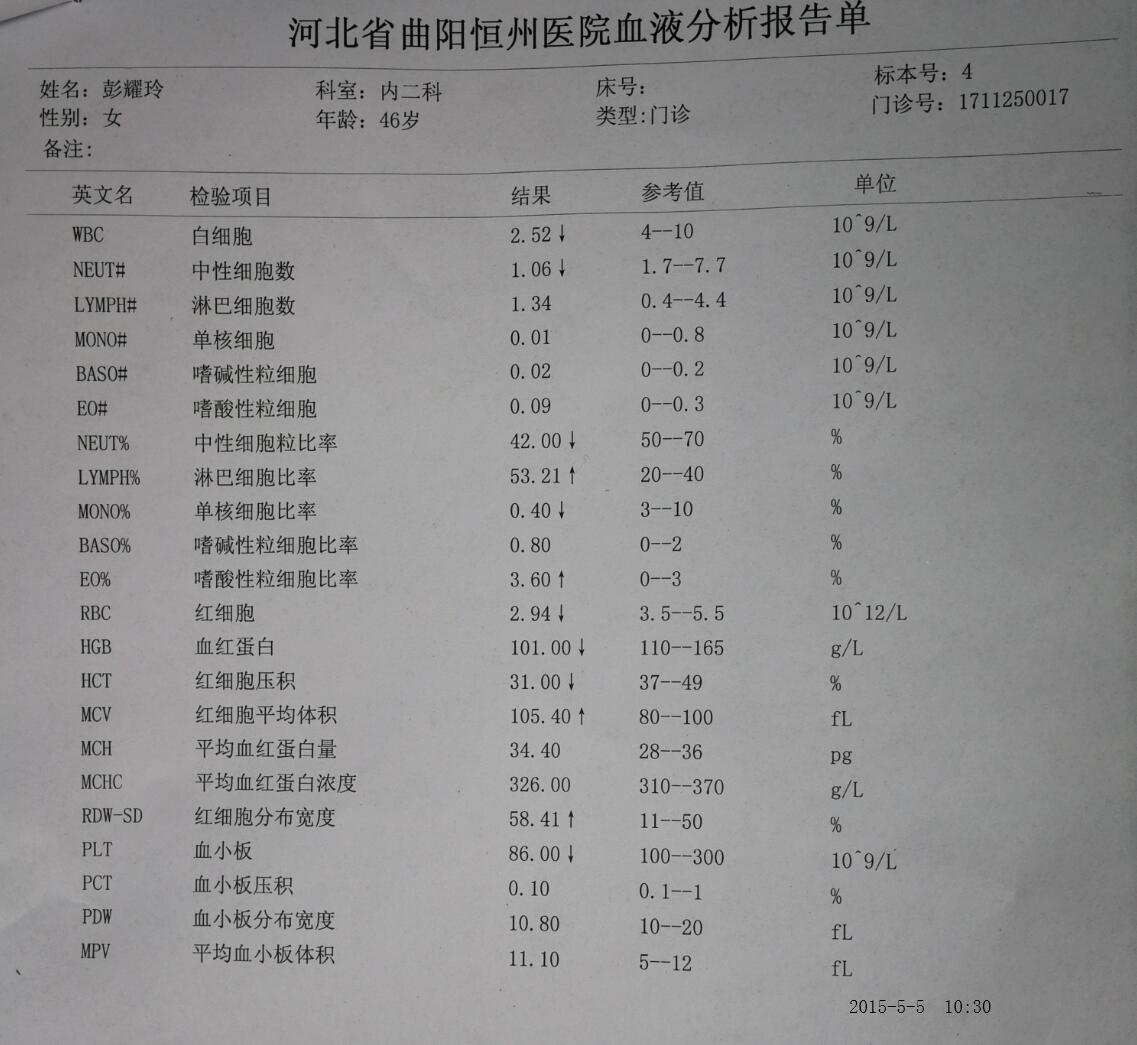 河北省曲阳恒州医院血液分析报告单
姓名: 彭耀玲 科室: 内二科 床号: 标本号: 4
性别: 女 年龄: 46岁 类型:门诊 门诊号: 1711250017
备注:
英文名 检验项目 结果 参考值 单位
WBC 白细胞 2.52↓ 4--10 10^9/L
NEUT# 中性细胞数 1.06↓ 1.7--7.7 10^9/L
LYMPH# 淋巴细胞数 1.34 0.4--4.4 10^9/L
MONO# 单核细胞 0.01 0--0.8 10^9/L
BASO# 嗜碱性粒细胞 0.02 0--0.2 10^9/L
EO# 嗜酸性粒细胞 0.09 0--0.3 10^9/L
NEUT% 中性细胞粒比率 42.00↓ 50--70 %
LYMPH% 淋巴细胞比率 53.21↑ 20--40 %
MONO% 单核细胞比率 0.40↓ 3--10 %
BASO% 嗜碱性粒细胞比率 0.80 0--2 %
EO% 嗜酸性粒细胞比率 3.60↑ 0--3 %
RBC 红细胞 2.94↓ 3.5--5.5 10^12/L
HGB 血红蛋白 101.00↓ 110--165 g/L
HCT 红细胞压积 31.00↓ 37--49 %
MCV 红细胞平均体积 105.40↑ 80--100 fL
MCH 平均血红蛋白量 34.40 28--36 pg
MCHC 平均血红蛋白浓度 326.00 310--370 g/L
RDW-SD 红细胞分布宽度 58.41↑ 11--50 %
PLT 血小板 86.00↓ 100--300 10^9/L
PCT 血小板压积 0.10 0.1--1 %
PDW 血小板分布宽度 10.80 10--20 fL
MPV 平均血小板体积 11.10 5--12 fL
2015-5-5 10:30